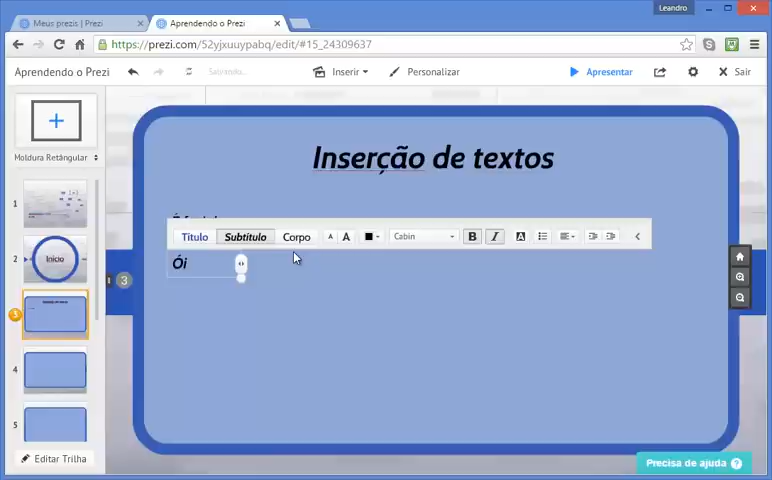 Leandro
Meus prezis | Prezi
Aprendendo o Prezi
https://prezi.com/52yjxuuypabq/edit/#15_24309637
Aprendendo o Prezi
Salvando...
Inserir
Personalizar
Apresentar
Sair
Moldura Retângular
1
2
Início
3
4
5
Editar Trilha
Inserção de textos
Título
Subtítulo
Corpo
A
A
Cabin
B
I
A
Ói
3
Precisa de ajuda ?